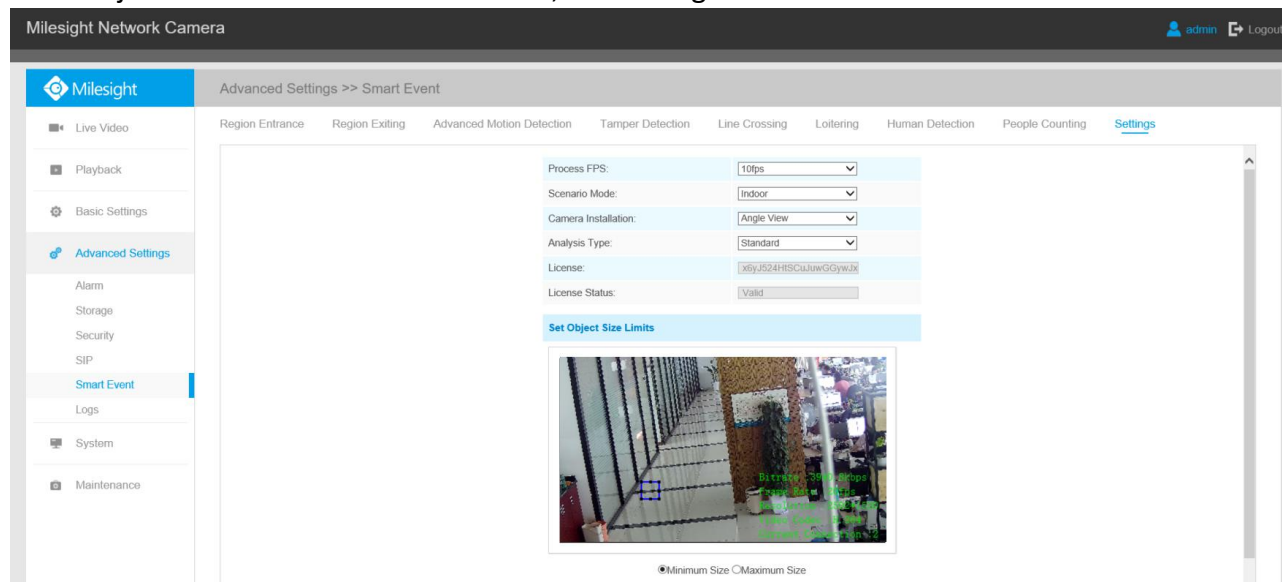 Milesight Network Camera
admin Logout
Milesight
Advanced Settings >> Smart Event
Live Video
Playback
Basic Settings
Advanced Settings
Alarm
Storage
Security
SIP
Smart Event
Logs
System
Maintenance
Region Entrance Region Exiting Advanced Motion Detection Tamper Detection Line Crossing Loitering Human Detection People Counting Settings
Process FPS: 10fps
Scenario Mode: Indoor
Camera Installation: Angle View
Analysis Type: Standard
License:
License Status: Valid
Set Object Size Limits
Bitrate
Frame Rate
Minimum Size Maximum Size